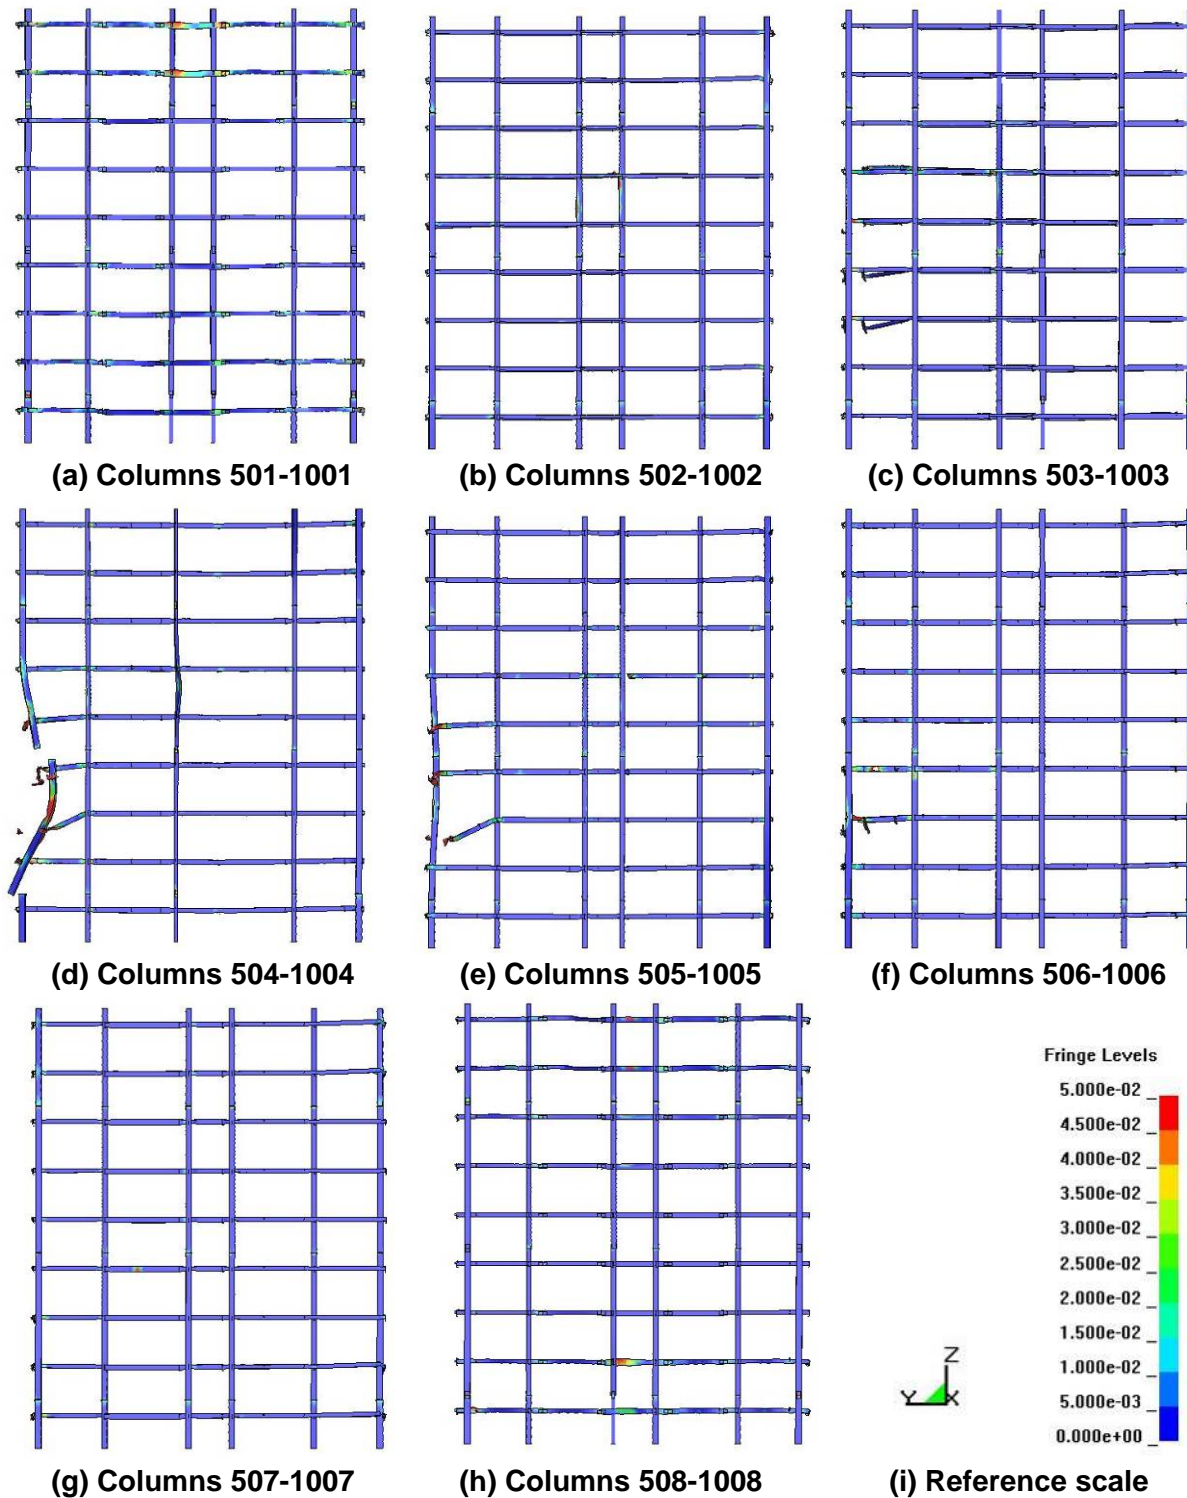 (a) Columns 501-1001
(b) Columns 502-1002
(c) Columns 503-1003
(d) Columns 504-1004
(e) Columns 505-1005
(f) Columns 506-1006
Fringe Levels
5.000e-02
4.500e-02
4.000e-02
3.500e-02
3.000e-02
2.500e-02
2.000e-02
1.500e-02
1.000e-02
5.000e-03
0.000e+00
Z
Y X
(g) Columns 507-1007
(h) Columns 508-1008
(i) Reference scale